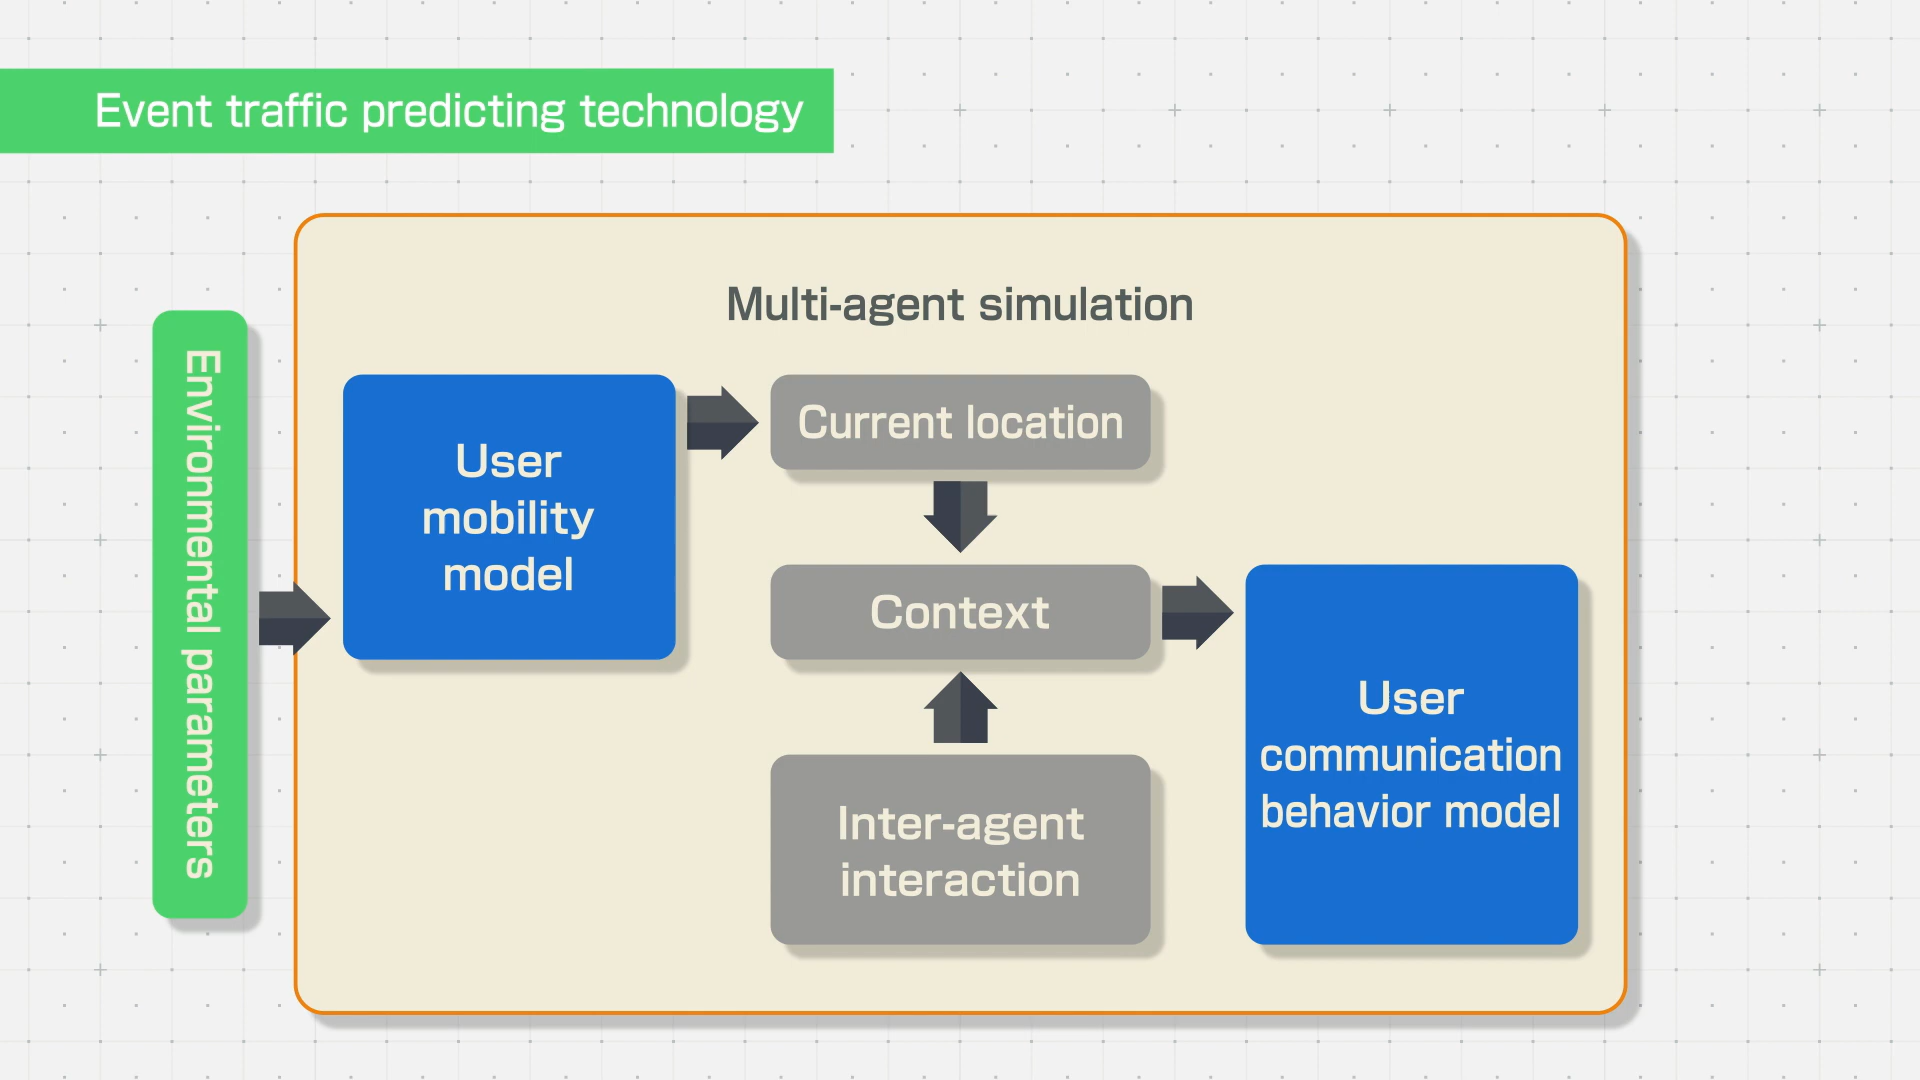 Event traffic predicting technology
Environmental parameters
Multi-agent simulation
User
mobility
model
Current location
Context
Inter-agent
interaction
User
communication
behavior model